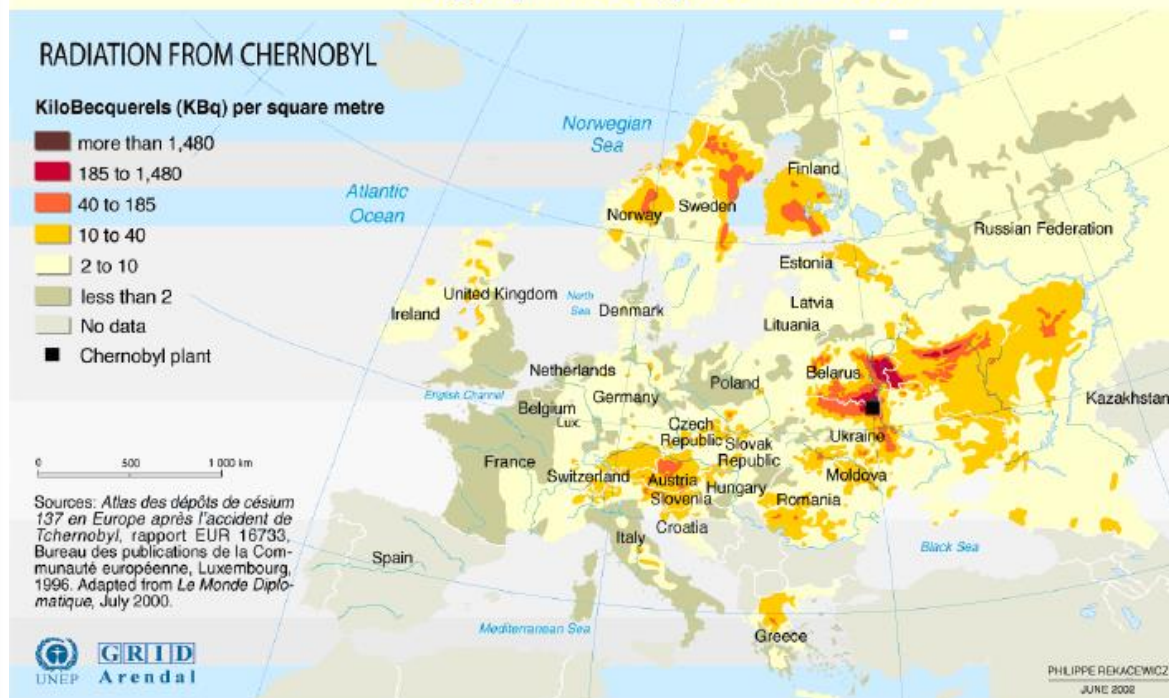 RADIATION FROM CHERNOBYL
KiloBecquerels (KBq) per square metre
more than 1,480
185 to 1,480
40 to 185
10 to 40
2 to 10
less than 2
No data
Chernobyl plant
Norwegian
Sea
Atlantic
Ocean
Finland
Norway
Sweden
Russian Federation
Estonia
United Kingdom
North
Sea
Denmark
Latvia
Ireland
Lituania
Netherlands
Belarus
Poland
English Channel
Germany
Kazakhstan
Belgium
Lux.
Czech
Republic
Slovak
Republic
Ukraine
France
Switzerland
Austria
Moldova
Hungary
Slovenia
Romania
Croatia
Italy
Spain
Black Sea
Mediterranean Sea
Greece
0 500 1 000 km
Sources: Atlas des dépôts de césium
137 en Europe après l'accident de
Tchernobyl, rapport EUR 16733,
Bureau des publications de la Com-
munauté européenne, Luxembourg,
1996. Adapted from Le Monde Diplo-
matique, July 2000.
UNEP
GRID
Arendal
PHILIPPE REKACEWICZ
JUNE 2002